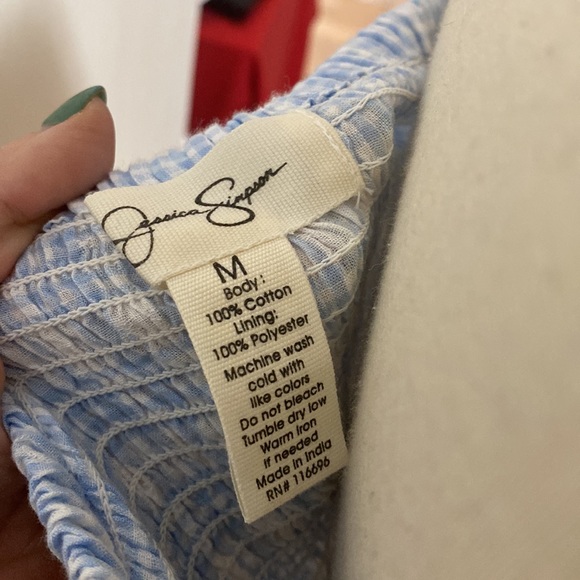 Jessica Simpson
M
Body:
100% Cotton
Lining:
100% Polyester
Machine wash
cold with
like colors
Do not bleach
Tumble dry low
Warm iron
if needed
Made in India
RN# 116696